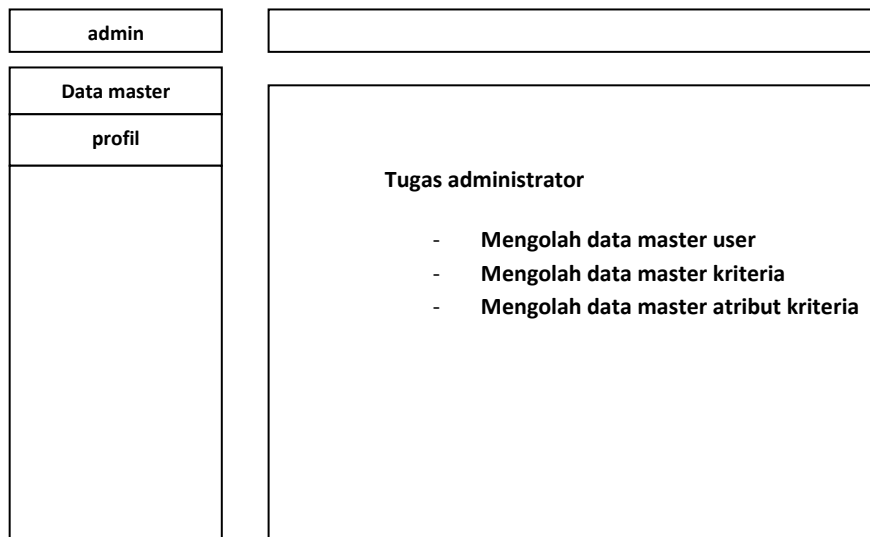 admin
Data master
profil
Tugas administrator
- Mengolah data master user
- Mengolah data master kriteria
- Mengolah data master atribut kriteria